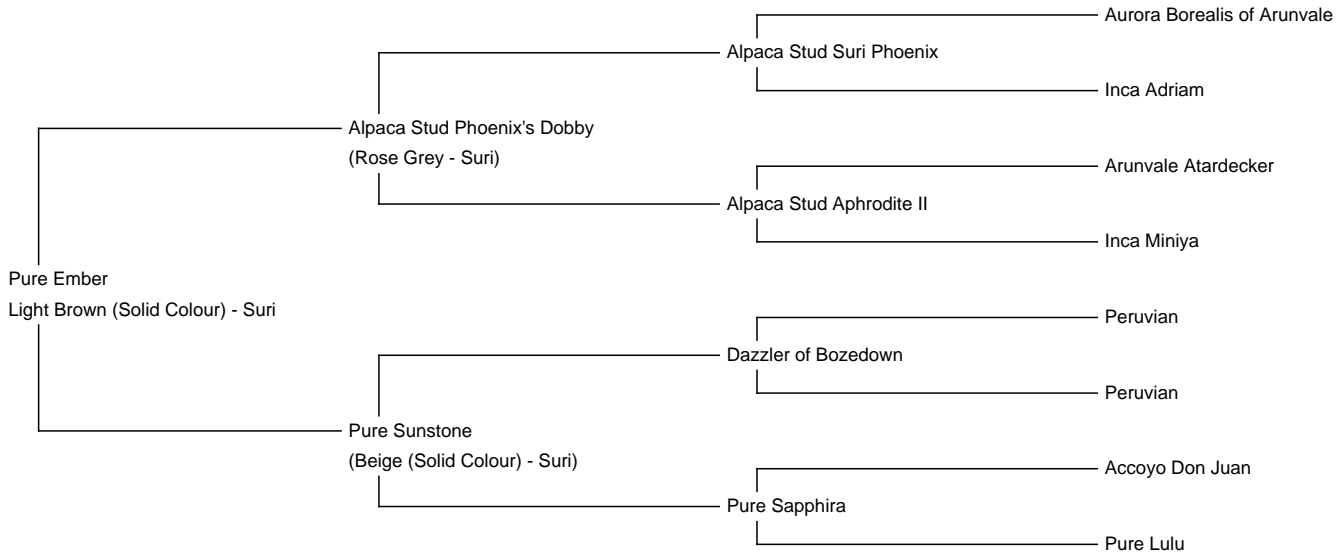 Aurora Borealis of Arunvale
Alpaca Stud Suri Phoenix
Inca Adriam
Alpaca Stud Phoenix's Dobby
(Rose Grey - Suri)
Arunvale Atardecker
Alpaca Stud Aphrodite II
Inca Miniya
Pure Ember
Light Brown (Solid Colour) - Suri
Peruvian
Dazzler of Bozedown
Peruvian
Pure Sunstone
(Beige (Solid Colour) - Suri)
Accoyo Don Juan
Pure Sapphira
Pure Lulu